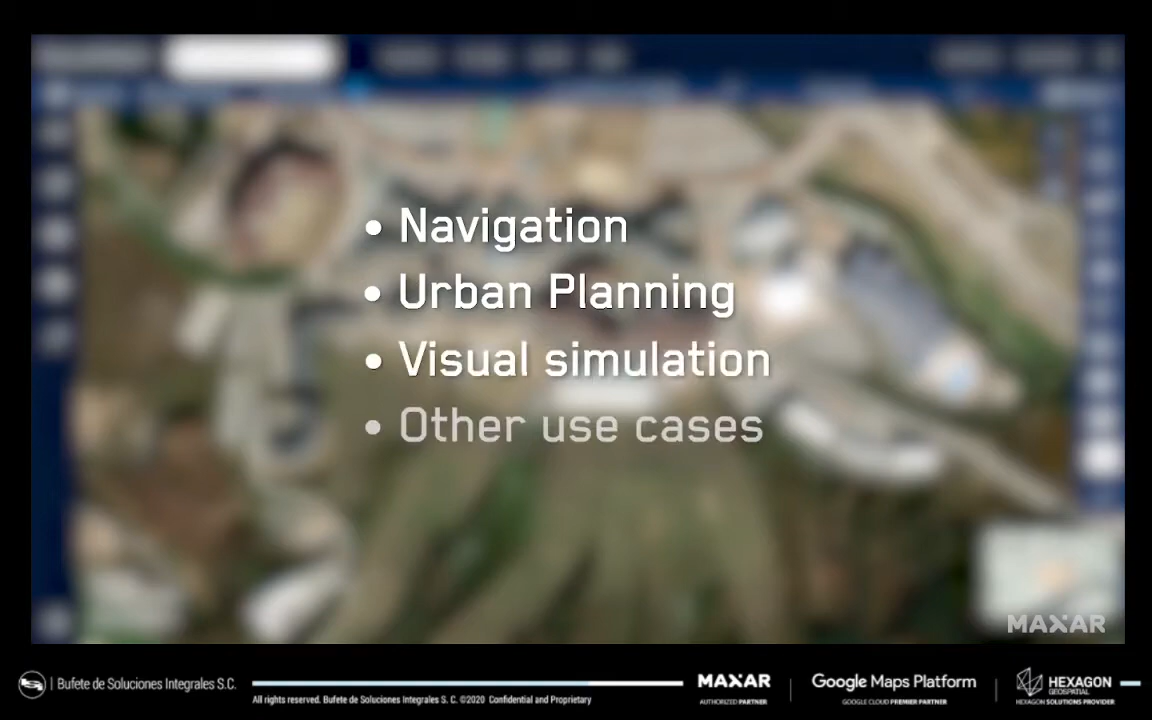 • Navigation
• Urban Planning
• Visual simulation
• Other use cases
MAXAR
Bufete de Soluciones Integrales S.C.
All rights reserved. Bufete de Soluciones Integrales S. C. ©2020 Confidential and Proprietary
MAXAR
AUTHORIZED PARTNER
Google Maps Platform
GOOGLE CLOUD PREMIER PARTNER
HEXAGON
GEOSPATIAL
HEXAGON SOLUTIONS PROVIDER